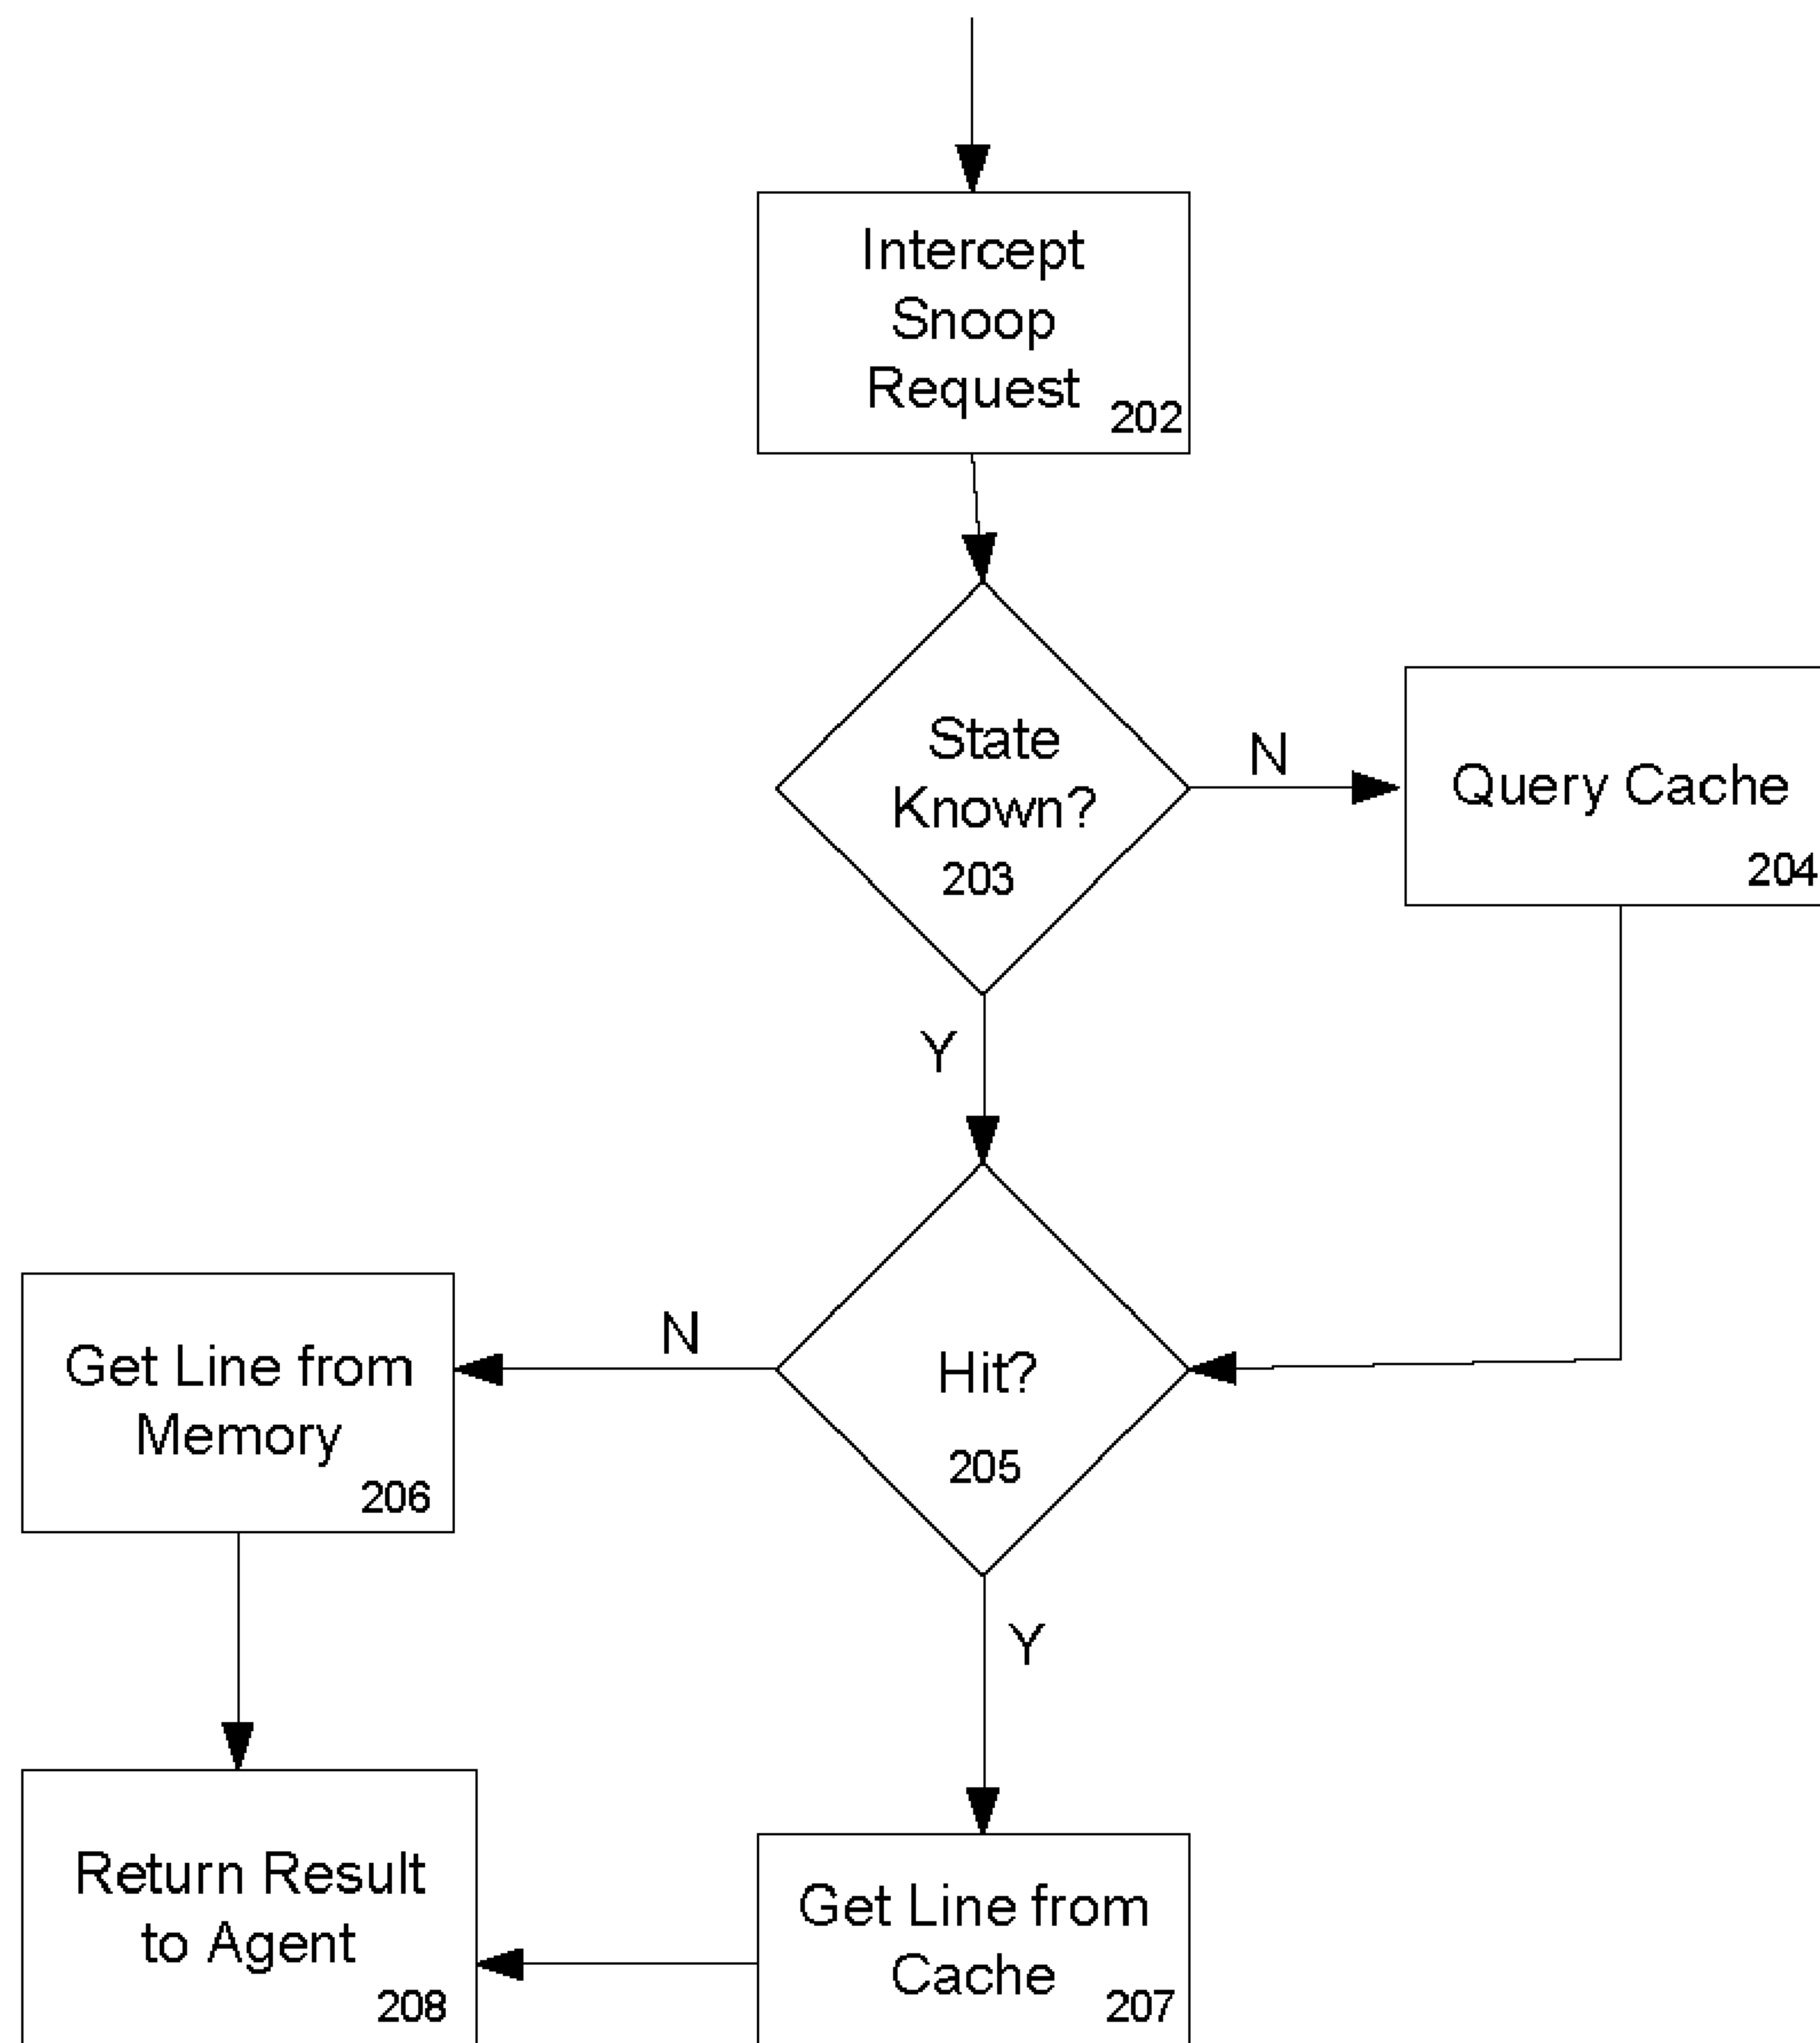 Intercept
Snoop
Request
202
State
Known?
203
N
Query Cache
204
Y
Hit?
205
N
Get Line from
Memory
206
Y
Return Result
to Agent
208
Get Line from
Cache
207